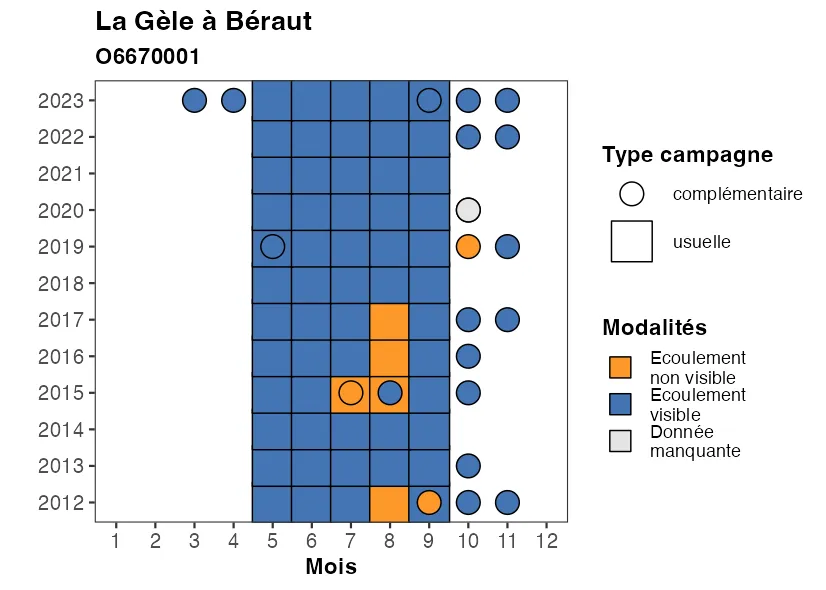 La Gèle à Béraut
O6670001
2023
2022
2021
2020
2019
2018
2017
2016
2015
2014
2013
2012
1 2 3 4 5 6 7 8 9 10 11 12
Mois
Type campagne
complémentaire
usuelle
Modalités
Ecoulement
non visible
Ecoulement
visible
Donnée
manquante